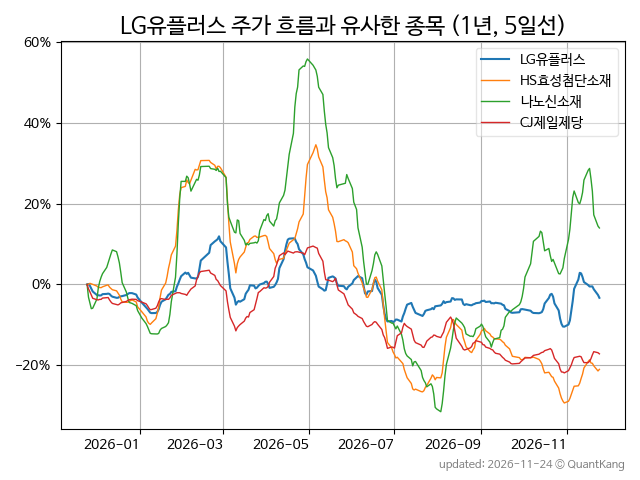 LG유플러스 주가 흐름과 유사한 종목 (1년, 5일선)
60%
40%
20%
0%
−20%
LG유플러스
HS효성첨단소재
나노신소재
CJ제일제당
2026-01
2026-03
2026-05
2026-07
2026-09
2026-11
updated: 2026-11-24 © QuantKang